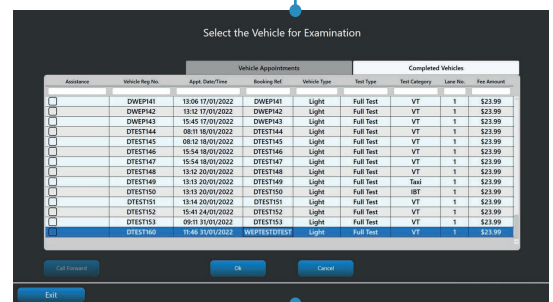 Select the Vehicle for Examination
Vehicle Appointments Completed Vehicles
Assistance Vehicle Reg No. Appt. Date/Time Booking Ref Vehicle Type Test Type Test Category Lane No. Fee Amount
DWEP141 13:06 17/01/2022 DWEP141 Light Full Test VT 1 $23.99
DWEP142 13:12 17/01/2022 DWEP142 Light Full Test VT 1 $23.99
DWEP143 15:45 17/01/2022 DWEP143 Light Full Test VT 1 $23.99
DTEST144 08:11 18/01/2022 DTEST144 Light Full Test VT 1 $23.99
DTEST145 08:12 18/01/2022 DTEST145 Light Full Test VT 1 $23.99
DTEST146 15:54 18/01/2022 DTEST146 Light Full Test VT 1 $23.99
DTEST147 15:54 18/01/2022 DTEST147 Light Full Test VT 1 $23.99
DTEST148 13:12 20/01/2022 DTEST148 Light Full Test VT 1 $23.99
DTEST149 13:13 20/01/2022 DTEST149 Light Full Test Taxi 1 $23.99
DTEST150 13:13 20/01/2022 DTEST150 Light Full Test IBT 1 $23.99
DTEST151 13:14 20/01/2022 DTEST151 Light Full Test VT 1 $23.99
DTEST152 15:41 24/01/2022 DTEST152 Light Full Test VT 1 $23.99
DTEST153 09:11 31/01/2022 DTEST153 Light Full Test VT 1 $23.99
DTEST160 11:46 31/01/2022 WEPTESTDTEST Light Full Test VT 1 $23.99
Call Forward Ok Cancel
Exit